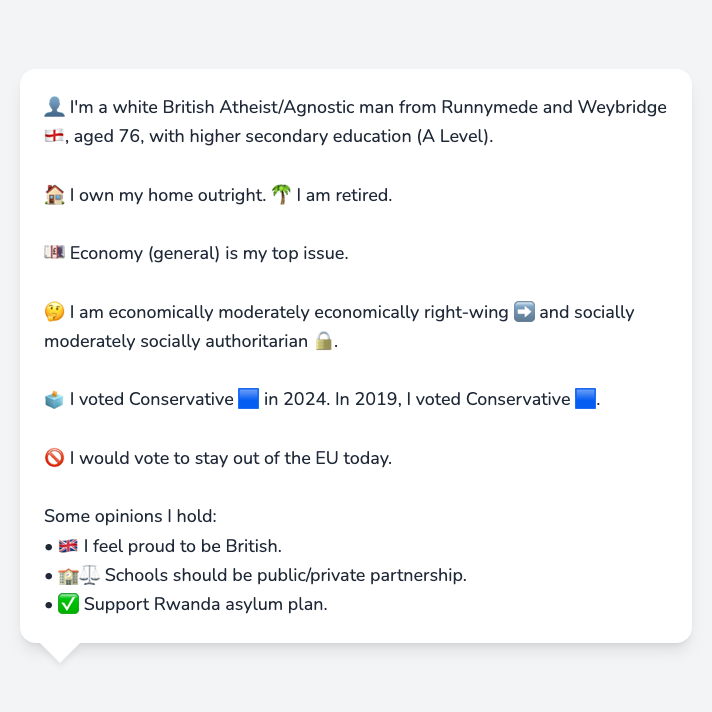 👤 I'm a white British Atheist/Agnostic man from Runnymede and Weybridge
🏴󠁧󠁢󠁥󠁮󠁧󠁿, aged 76, with higher secondary education (A Level).
🏠 I own my home outright. 🌴 I am retired.
💷 Economy (general) is my top issue.
🤔 I am economically moderately economically right-wing ➡️ and socially
moderately socially authoritarian 🔒.
🗳️ I voted Conservative 🟦 in 2024. In 2019, I voted Conservative 🟦.
🚫 I would vote to stay out of the EU today.
Some opinions I hold:
• 🇬🇧 I feel proud to be British.
• 🏫⚖️ Schools should be public/private partnership.
• ✅ Support Rwanda asylum plan.